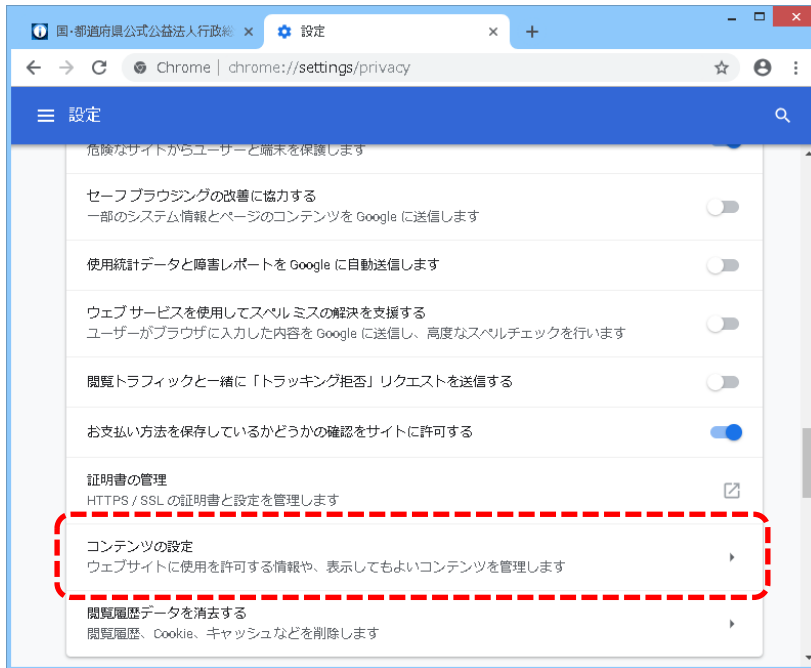 国・都道府県公式公益法人行政総
設定
Chrome | chrome://settings/privacy
設定
危険なサイトからユーザーと端末を保護します
セーフ ブラウジングの改善に協力する
一部のシステム情報とページのコンテンツを Google に送信します
使用統計データと障害レポートを Google に自動送信します
ウェブ サービスを使用してスペル ミスの解決を支援する
ユーザーがブラウザに入力した内容を Google に送信し、高度なスペルチェックを行います
閲覧トラフィックと一緒に「トラッキング拒否」リクエストを送信する
お支払い方法を保存しているかどうかの確認をサイトに許可する
証明書の管理
HTTPS / SSL の証明書と設定を管理します
コンテンツの設定
ウェブサイトに使用を許可する情報や、表示してもよいコンテンツを管理します
閲覧履歴データを消去する
閲覧履歴、Cookie、キャッシュなどを削除します